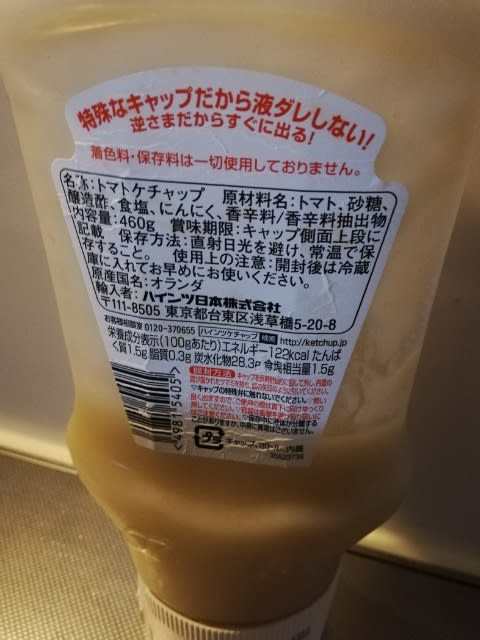 特殊なキャップだから液ダレしない!
逆さまだからすぐに出る!
着色料・保存料は一切使用しておりません。
名称:トマトケチャップ 原材料名:トマト、砂糖、
醸造酢、食塩、にんにく、香辛料/香辛料抽出物
内容量:460g 賞味期限:キャップ側面上段に
記載 保存方法:直射日光を避け、常温で保
存すること。 使用上の注意:開封後は冷蔵
庫に入れてお早めにお使いください。
原産国名:オランダ
輸入者:ハインツ日本株式会社
〒111-8505 東京都台東区浅草橋5-20-8
お客様相談室 0120-370655 ハインツケチャップ 検索 http://ketchup.jp
栄養成分表示(100gあたり)エネルギー122kcal たんぱ
く質1.5g 脂質0.3g 炭水化物28.3g 食塩相当量1.5g
開封方法
キャップ、ボトル、内蓋
プラ